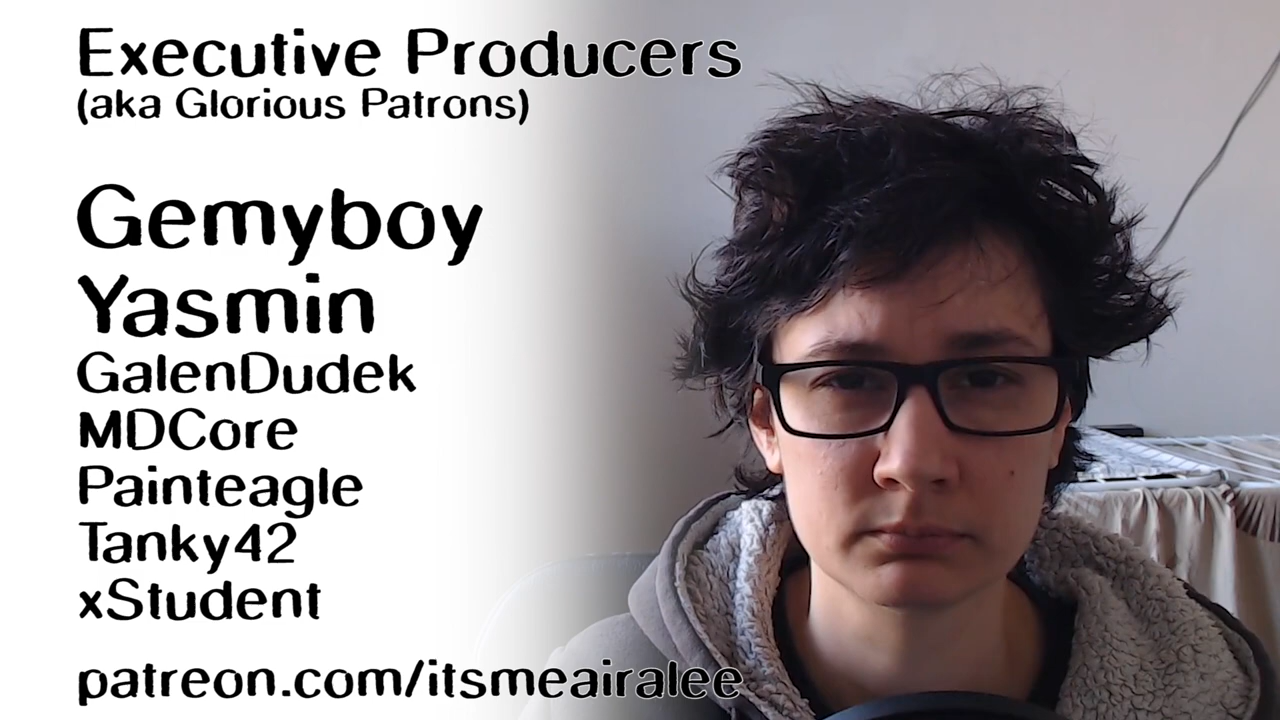 Executive Producers
(aka Glorious Patrons)
Gemyboy
Yasmin
GalenDudek
MDCore
Painteagle
Tanky42
xStudent
patreon.com/itsmeairalee